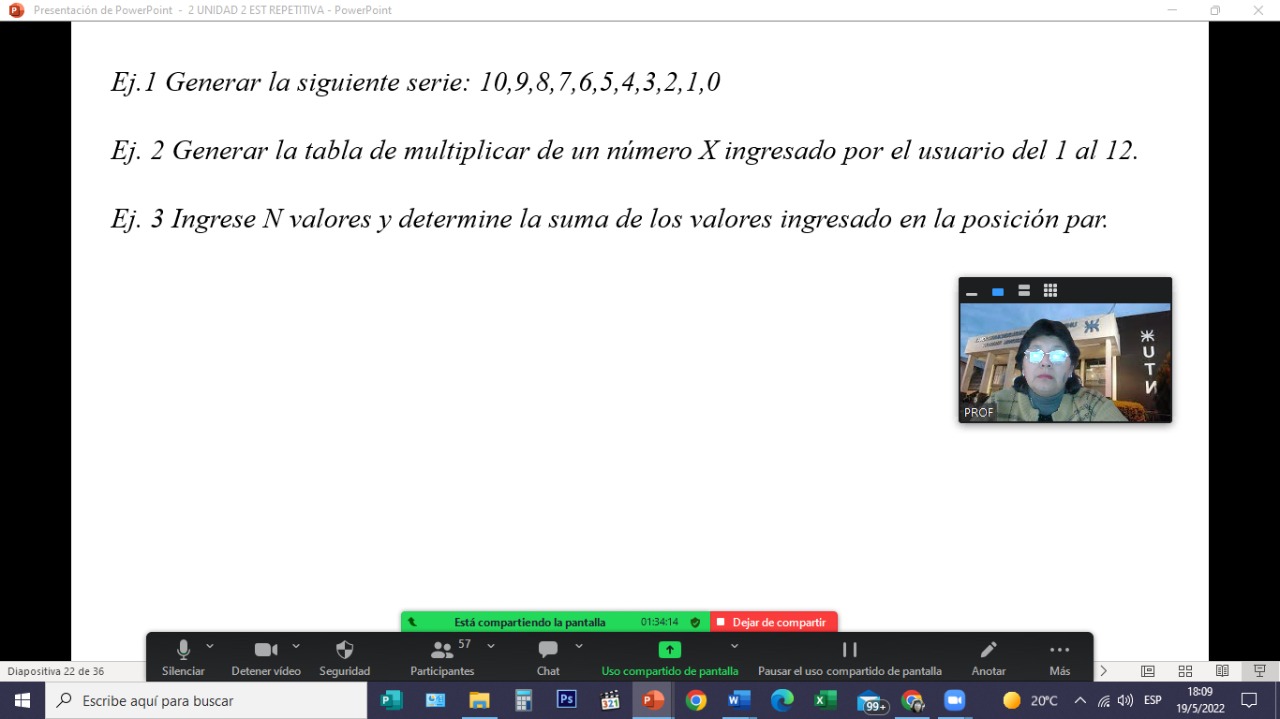 Presentación de PowerPoint - 2 UNIDAD 2 EST REPETITIVA - PowerPoint
Ej.1 Generar la siguiente serie: 10,9,8,7,6,5,4,3,2,1,0
Ej. 2 Generar la tabla de multiplicar de un número X ingresado por el usuario del 1 al 12.
Ej. 3 Ingrese N valores y determine la suma de los valores ingresado en la posición par.
PROF
Está compartiendo la pantalla 01:34:14 Dejar de compartir
57
Silenciar Detener vídeo Seguridad Participantes Chat Uso compartido de pantalla Pausar el uso compartido de pantalla Anotar Más
Diapositiva 22 de 36
Escribe aquí para buscar
Ps
321
99+
20°C
ESP
18:09
19/5/2022